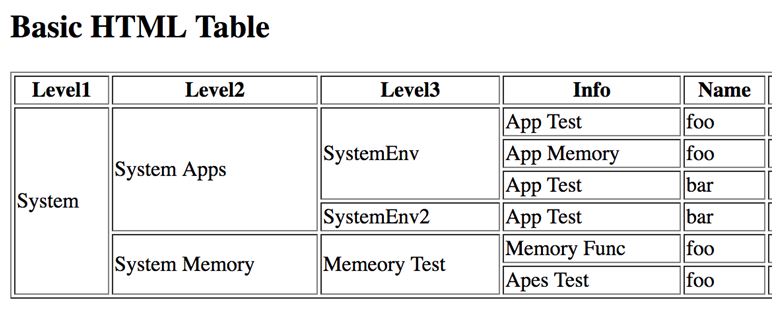 Basic HTML Table
Level1 Level2 Level3 Info Name
System System Apps SystemEnv App Test foo
App Memory foo
App Test bar
SystemEnv2 App Test bar
System Memory Memeory Test Memory Func foo
Apes Test foo